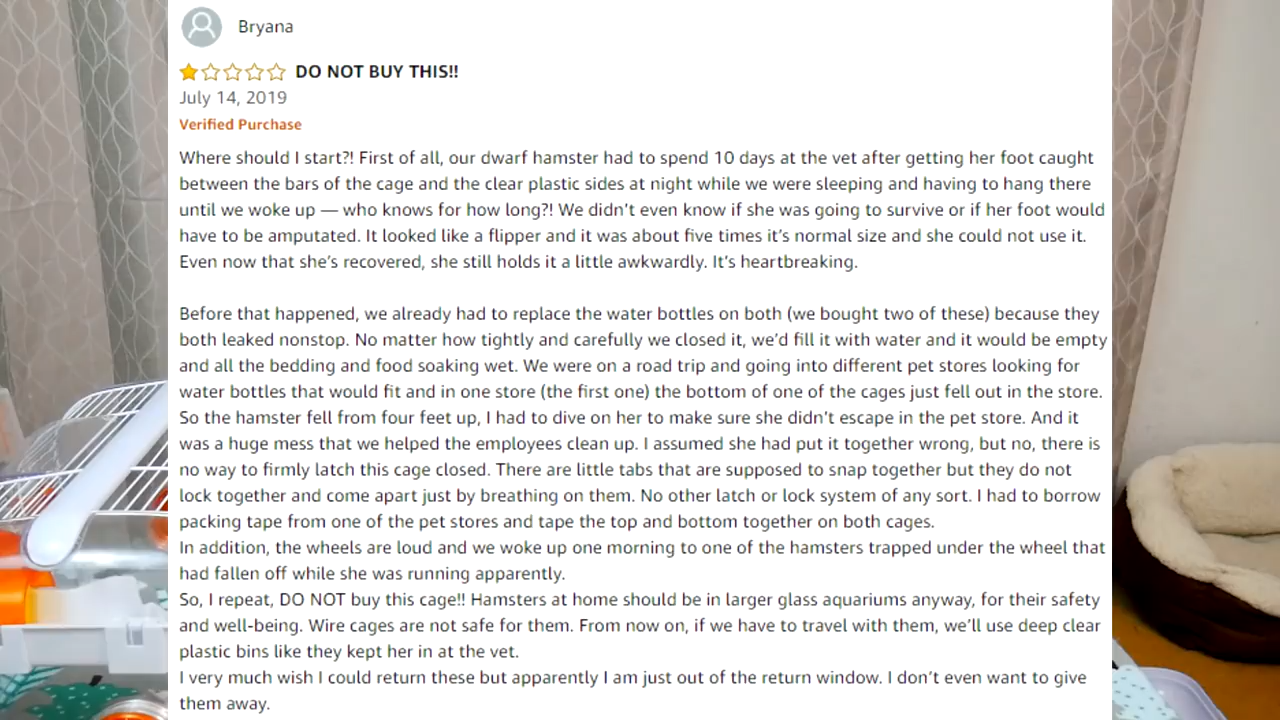 Bryana
DO NOT BUY THIS!!
July 14, 2019
Verified Purchase
Where should I start?! First of all, our dwarf hamster had to spend 10 days at the vet after getting her foot caught
between the bars of the cage and the clear plastic sides at night while we were sleeping and having to hang there
until we woke up — who knows for how long?! We didn't even know if she was going to survive or if her foot would
have to be amputated. It looked like a flipper and it was about five times it's normal size and she could not use it.
Even now that she's recovered, she still holds it a little awkwardly. It's heartbreaking.
Before that happened, we already had to replace the water bottles on both (we bought two of these) because they
both leaked nonstop. No matter how tightly and carefully we closed it, we'd fill it with water and it would be empty
and all the bedding and food soaking wet. We were on a road trip and going into different pet stores looking for
water bottles that would fit and in one store (the first one) the bottom of one of the cages just fell out in the store.
So the hamster fell from four feet up, I had to dive on her to make sure she didn't escape in the pet store. And it
was a huge mess that we helped the employees clean up. I assumed she had put it together wrong, but no, there is
no way to firmly latch this cage closed. There are little tabs that are supposed to snap together but they do not
lock together and come apart just by breathing on them. No other latch or lock system of any sort. I had to borrow
packing tape from one of the pet stores and tape the top and bottom together on both cages.
In addition, the wheels are loud and we woke up one morning to one of the hamsters trapped under the wheel that
had fallen off while she was running apparently.
So, I repeat, DO NOT buy this cage!! Hamsters at home should be in larger glass aquariums anyway, for their safety
and well-being. Wire cages are not safe for them. From now on, if we have to travel with them, we'll use deep clear
plastic bins like they kept her in at the vet.
I very much wish I could return these but apparently I am just out of the return window. I don't even want to give
them away.